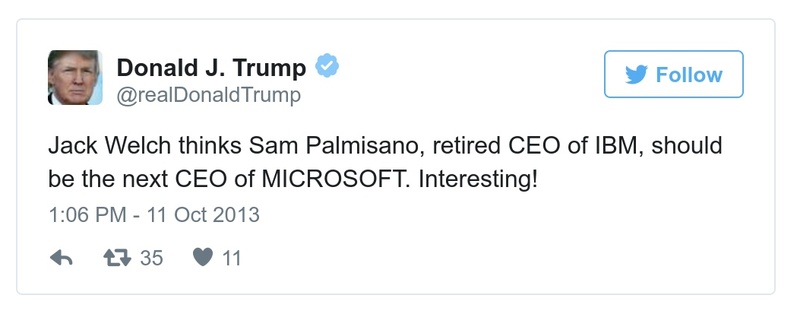 Donald J. Trump
@realDonaldTrump
Follow
Jack Welch thinks Sam Palmisano, retired CEO of IBM, should
be the next CEO of MICROSOFT. Interesting!
1:06 PM - 11 Oct 2013
35 11